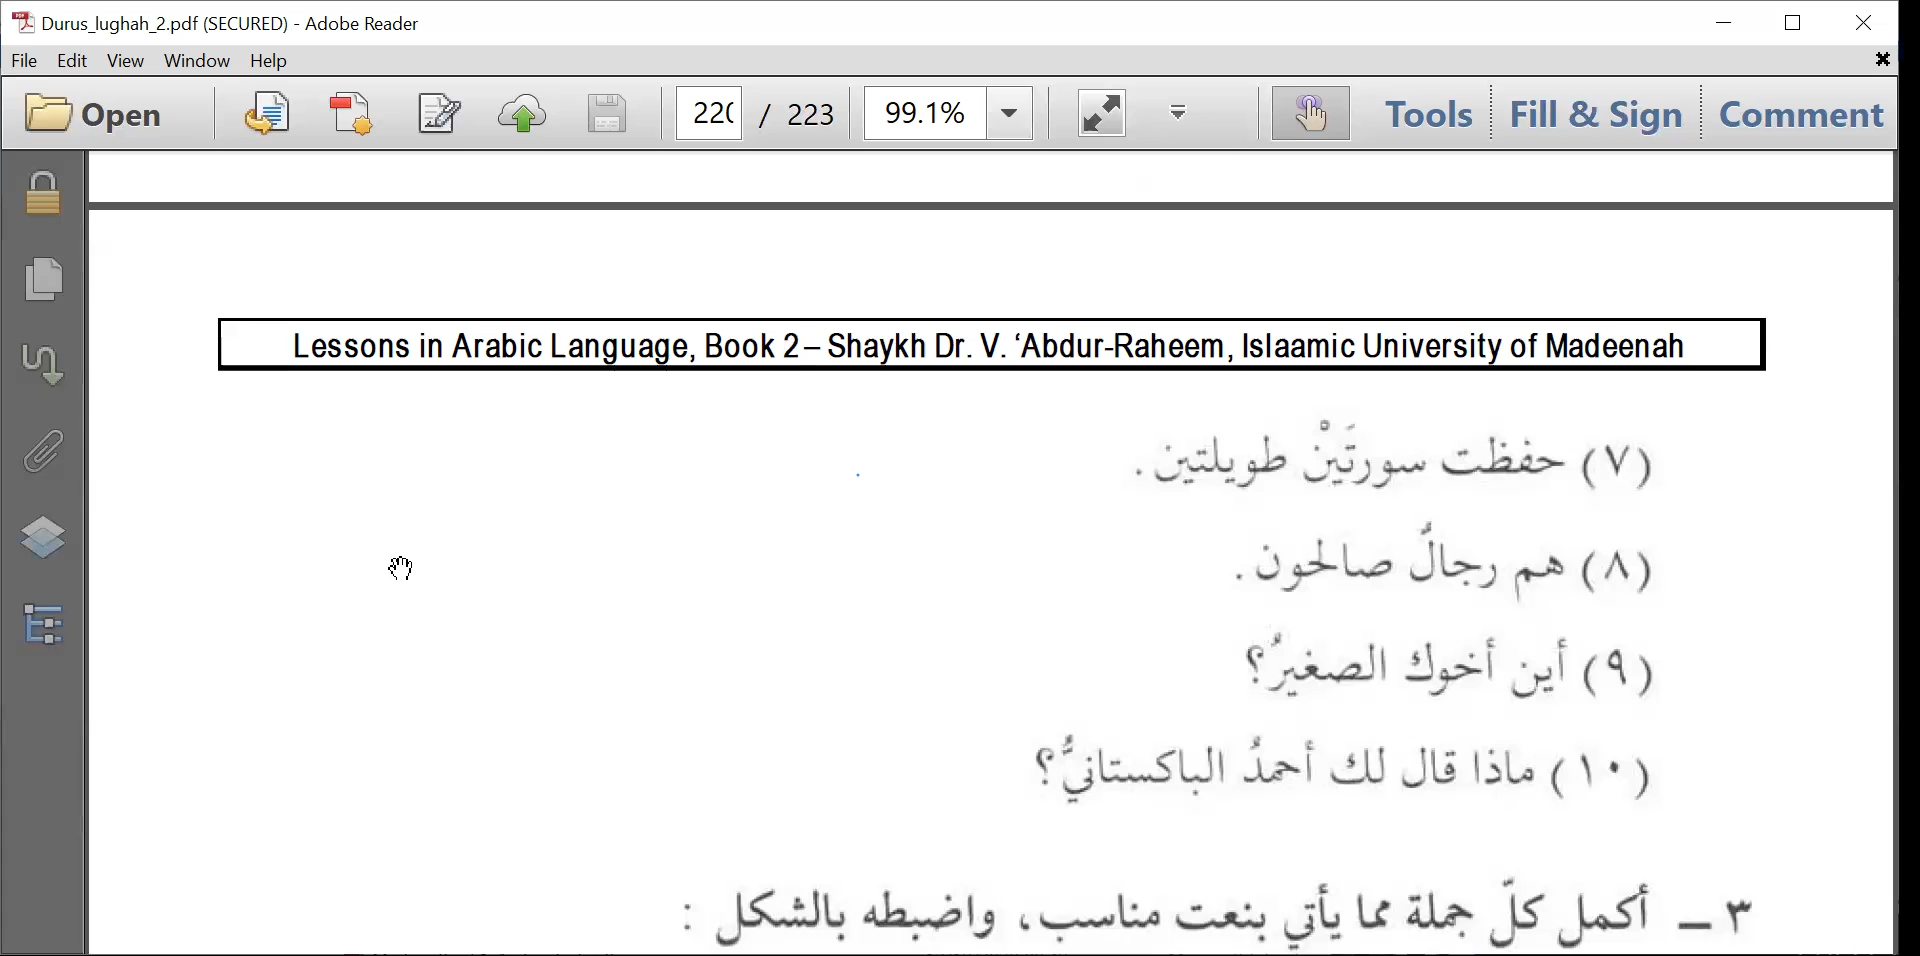 Durus_lughah_2.pdf (SECURED) - Adobe Reader
File Edit View Window Help
Open 220 / 223 99.1% Tools Fill & Sign Comment
Lessons in Arabic Language, Book 2 – Shaykh Dr. V. ‘Abdur-Raheem, Islaamic University of Madeenah
(٧) حفظت سورتَيْن طويلتين .
(٨) هم رجالٌ صالحون .
(٩) أين أخوك الصغيرُ؟
(١٠) ماذا قال لك أحمدُ الباكستانيُّ؟
٣ ــ أكمل كلّ جملة مما يأتي بنعت مناسب، واضبطه بالشكل :